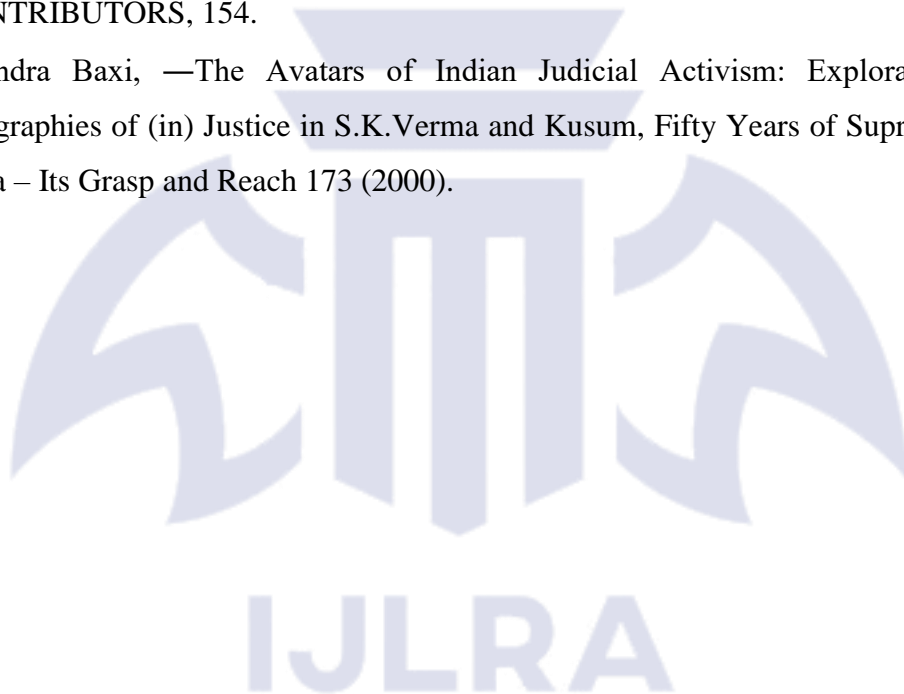 NTRIBUTORS, 154.
ndra Baxi, ―The Avatars of Indian Judicial Activism: Explora
graphies of (in) Justice in S.K.Verma and Kusum, Fifty Years of Supr
a – Its Grasp and Reach 173 (2000).
IJLRA